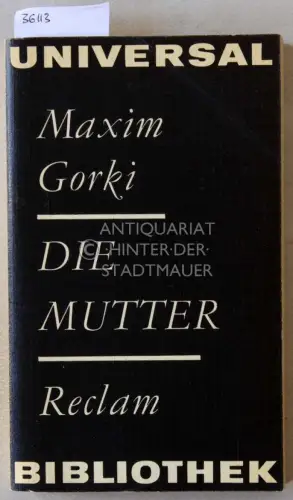 36113
UNIVERSAL
Maxim
Gorki
ANTIQUARIAT
© HINTER·DER·
STADTMAUER
DIE
MUTTER
Reclam
BIBLIOTHEK